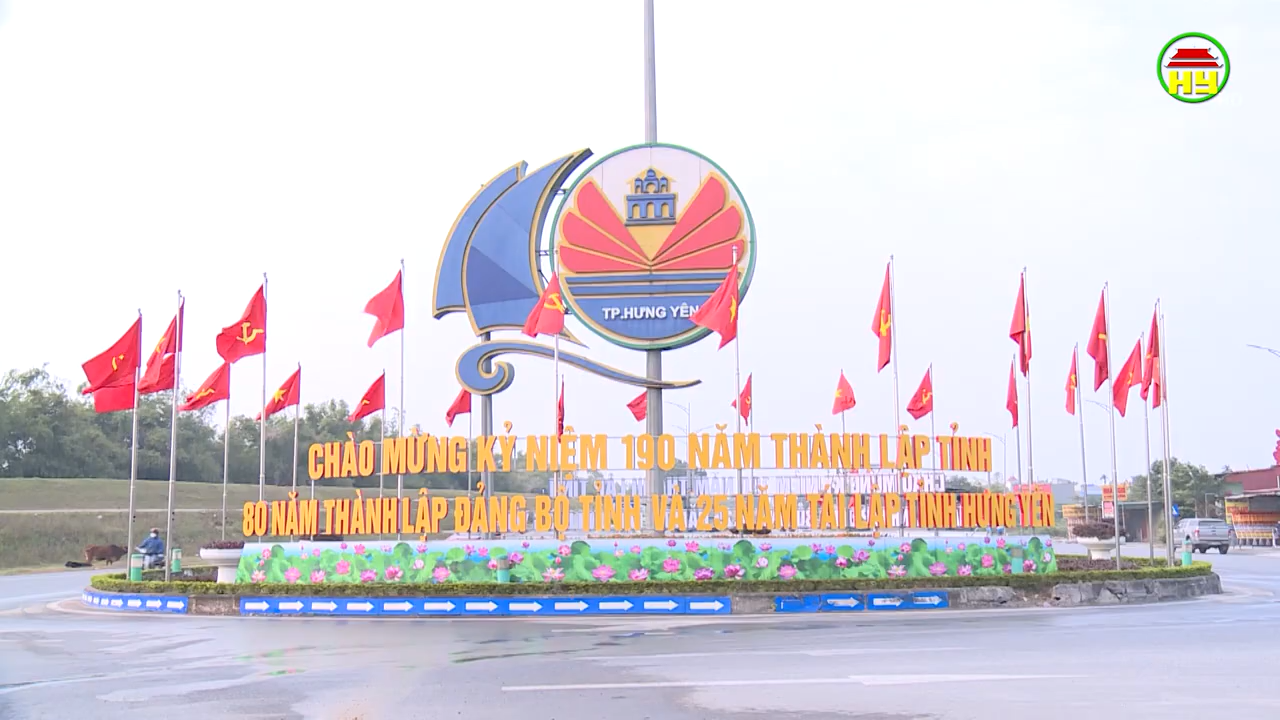 HY
TP.HƯNG YÊN
CHÀO MỪNG KỶ NIỆM 190 NĂM THÀNH LẬP TỈNH
80 NĂM THÀNH LẬP ĐẢNG BỘ TỈNH VÀ 25 NĂM TÁI LẬP TỈNH HƯNG YÊN